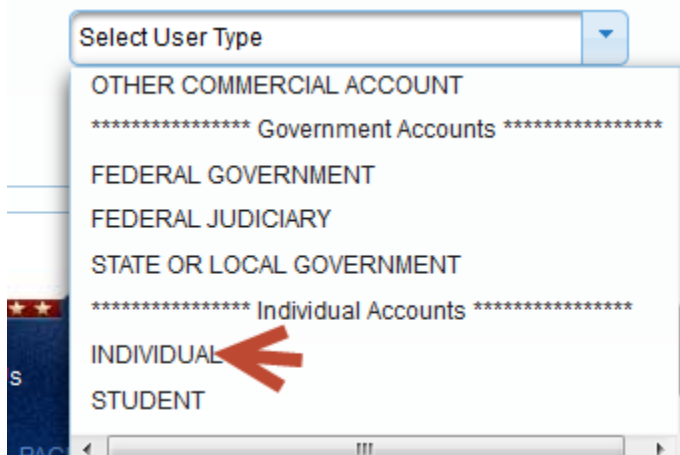 Select User Type
OTHER COMMERCIAL ACCOUNT
**************** Government Accounts ****************
FEDERAL GOVERNMENT
FEDERAL JUDICIARY
STATE OR LOCAL GOVERNMENT
**************** Individual Accounts ****************
INDIVIDUAL
s
STUDENT
PAC